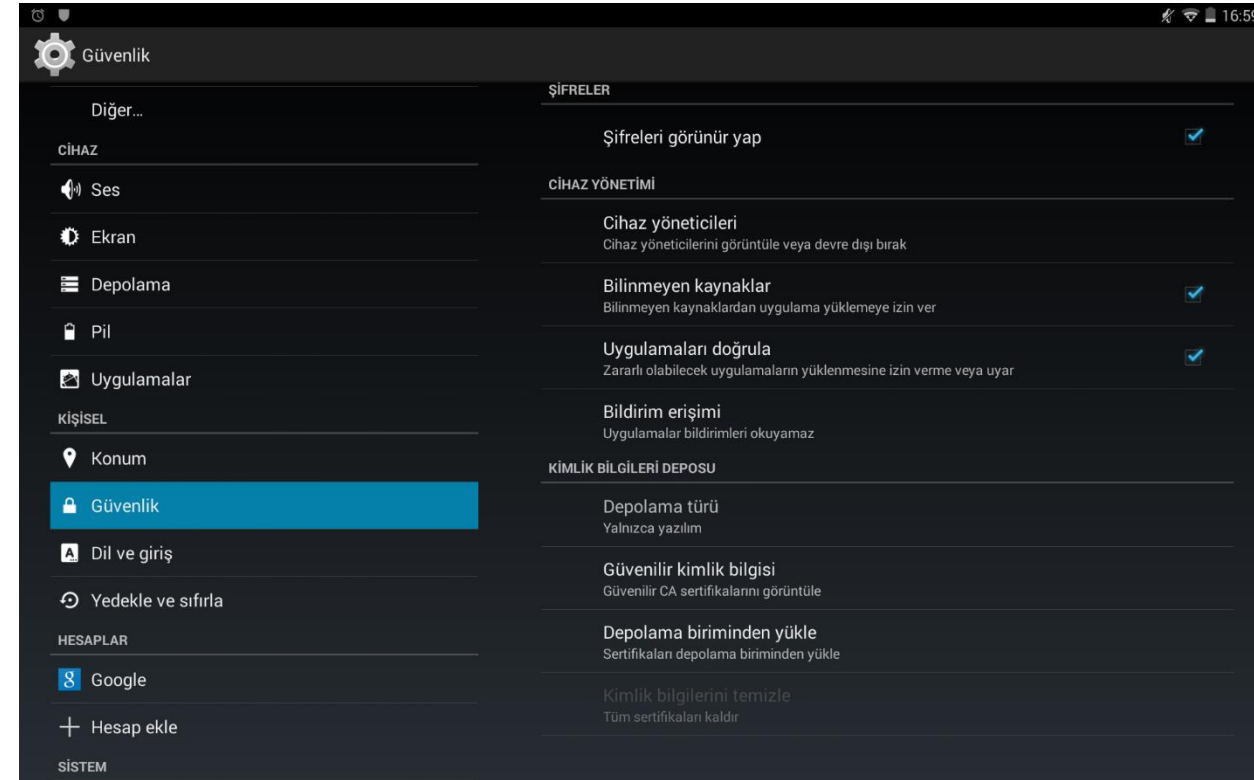 16:59
Güvenlik
Diğer...
CİHAZ
Ses
Ekran
Depolama
Pil
Uygulamalar
KİŞİSEL
Konum
Güvenlik
Dil ve giriş
Yedekle ve sıfırla
HESAPLAR
Google
Hesap ekle
SİSTEM
ŞİFRELER
Şifreleri görünür yap
CİHAZ YÖNETİMİ
Cihaz yöneticileri
Cihaz yöneticilerini görüntüle veya devre dışı bırak
Bilinmeyen kaynaklar
Bilinmeyen kaynaklardan uygulama yüklemeye izin ver
Uygulamaları doğrula
Zararlı olabilecek uygulamaların yüklenmesine izin verme veya uyar
Bildirim erişimi
Uygulamalar bildirimleri okuyamaz
KİMLİK BİLGİLERİ DEPOSU
Depolama türü
Yalnızca yazılım
Güvenilir kimlik bilgisi
Güvenilir CA sertifikalarını görüntüle
Depolama biriminden yükle
Sertifikaları depolama biriminden yükle
Kimlik bilgilerini temizle
Tüm sertifikaları kaldır